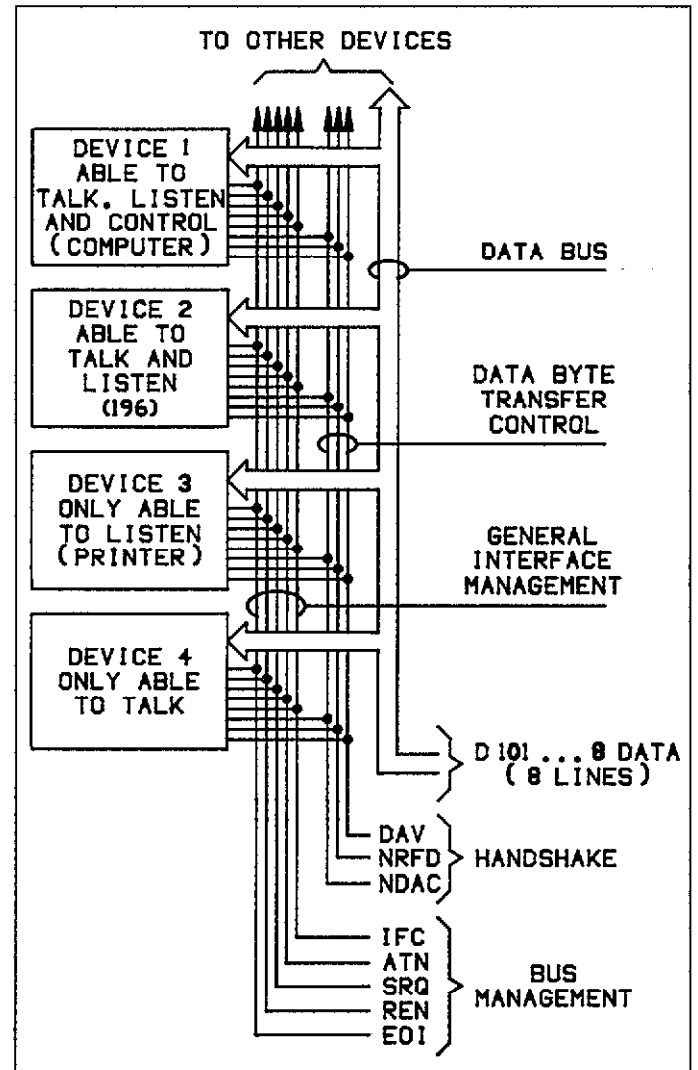 TO OTHER DEVICES
DEVICE 1
ABLE TO
TALK, LISTEN
AND CONTROL
(COMPUTER)
DATA BUS
DEVICE 2
ABLE TO
TALK AND
LISTEN
(196)
DATA BYTE
TRANSFER
CONTROL
DEVICE 3
ONLY ABLE
TO LISTEN
(PRINTER)
GENERAL
INTERFACE
MANAGEMENT
DEVICE 4
ONLY ABLE
TO TALK
D 101 ... 8 DATA
(8 LINES)
DAV
NRFD
NDAC
HANDSHAKE
IFC
ATN
SRQ
REN
EOI
BUS
MANAGEMENT